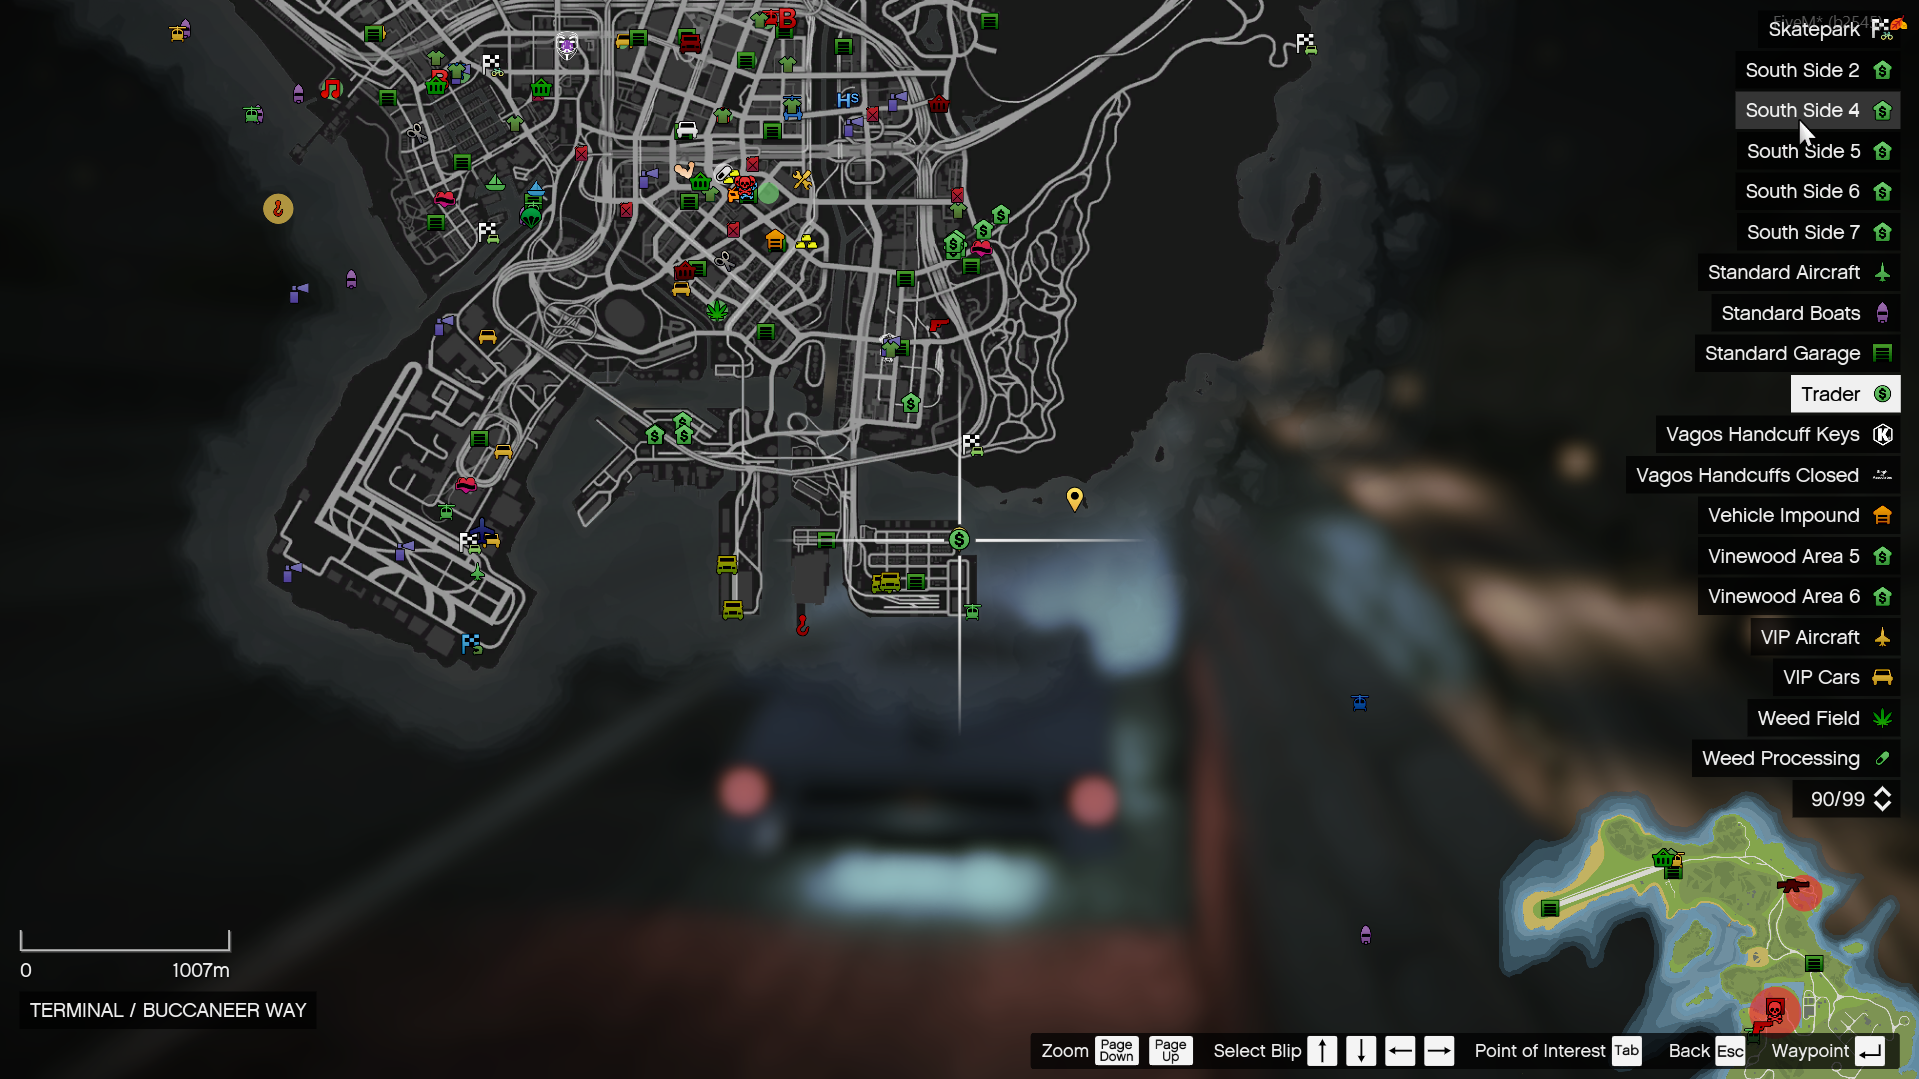 FiveM* (b254
Skatepark
South Side 2
South Side 4
South Side 5
South Side 6
South Side 7
Standard Aircraft
Standard Boats
Standard Garage
Trader
Vagos Handcuff Keys
Vagos Handcuffs Closed
Vehicle Impound
Vinewood Area 5
Vinewood Area 6
VIP Aircraft
VIP Cars
Weed Field
Weed Processing
90/99
B
B
HS
0 1007m
TERMINAL / BUCCANEER WAY
Zoom Page Down Page Up Select Blip ↑ ↓ ← → Point of Interest Tab Back Esc Waypoint